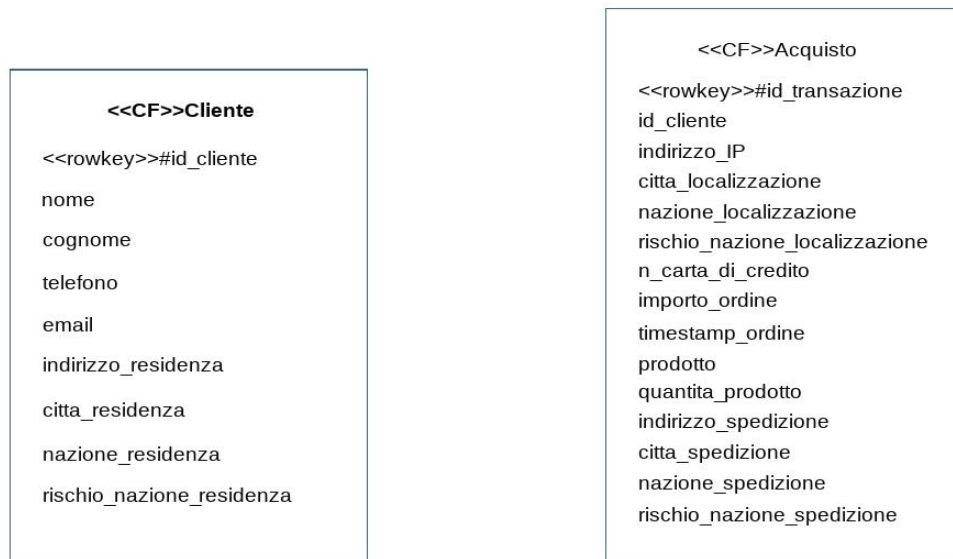 <<CF>>Cliente
<<rowkey>>#id_cliente
nome
cognome
telefono
email
indirizzo_residenza
citta_residenza
nazione_residenza
rischio_nazione_residenza
<<CF>>Acquisto
<<rowkey>>#id_transazione
id_cliente
indirizzo_IP
citta_localizzazione
nazione_localizzazione
rischio_nazione_localizzazione
n_carta_di_credito
importo_ordine
timestamp_ordine
prodotto
quantita_prodotto
indirizzo_spedizione
citta_spedizione
nazione_spedizione
rischio_nazione_spedizione